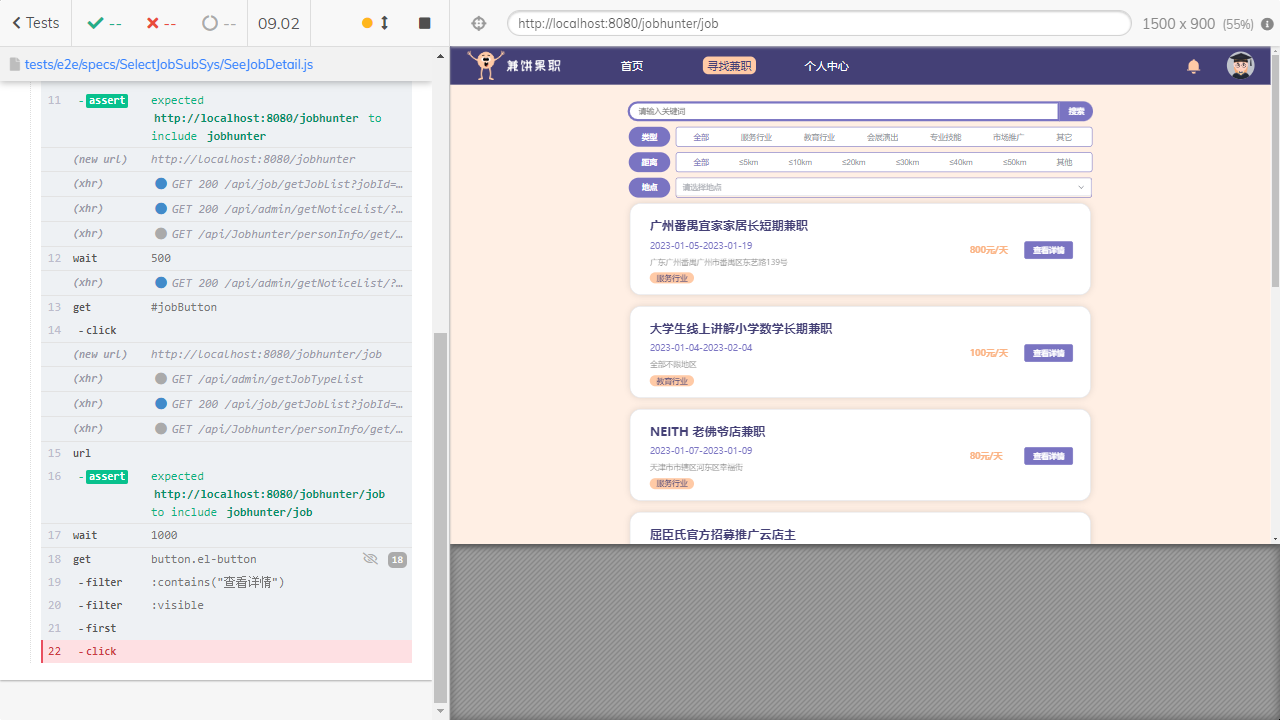 Tests
--
--
--
09.02
http://localhost:8080/jobhunter/job
1500 x 900 (55%)
tests/e2e/specs/SelectJobSubSys/SeeJobDetail.js
11 - assert expected http://localhost:8080/jobhunter to include jobhunter
(new url) http://localhost:8080/jobhunter
(xhr) GET 200 /api/job/getJobList?jobId=…
(xhr) GET 200 /api/admin/getNoticeList/?…
(xhr) GET /api/Jobhunter/personInfo/get/…
12 wait 500
(xhr) GET 200 /api/admin/getNoticeList/?…
13 get #jobButton
14 - click
(new url) http://localhost:8080/jobhunter/job
(xhr) GET /api/admin/getJobTypeList
(xhr) GET 200 /api/job/getJobList?jobId=…
(xhr) GET /api/Jobhunter/personInfo/get/…
15 url
16 - assert expected http://localhost:8080/jobhunter/job to include jobhunter/job
17 wait 1000
18 get button.el-button 18
19 - filter :contains("查看详情")
20 - filter :visible
21 - first
22 - click
兼饼果职 首页 寻找兼职 个人中心
请输入关键词 搜索
类型 全部 服务行业 教育行业 会展演出 专业技能 市场推广 其它
距离 全部 ≤5km ≤10km ≤20km ≤30km ≤40km ≤50km 其他
地点 请选择地点
广州番禺宜家家居长短期兼职
2023-01-05-2023-01-19
800元/天 查看详情
广东广州番禺广州市番禺区东艺路139号
服务行业
大学生线上讲解小学数学长期兼职
2023-01-04-2023-02-04
100元/天 查看详情
全部不限地区
教育行业
NEITH 老佛爷店兼职
2023-01-07-2023-01-09
80元/天 查看详情
天津市市辖区河东区幸福街
服务行业
屈臣氏官方招募推广云店主